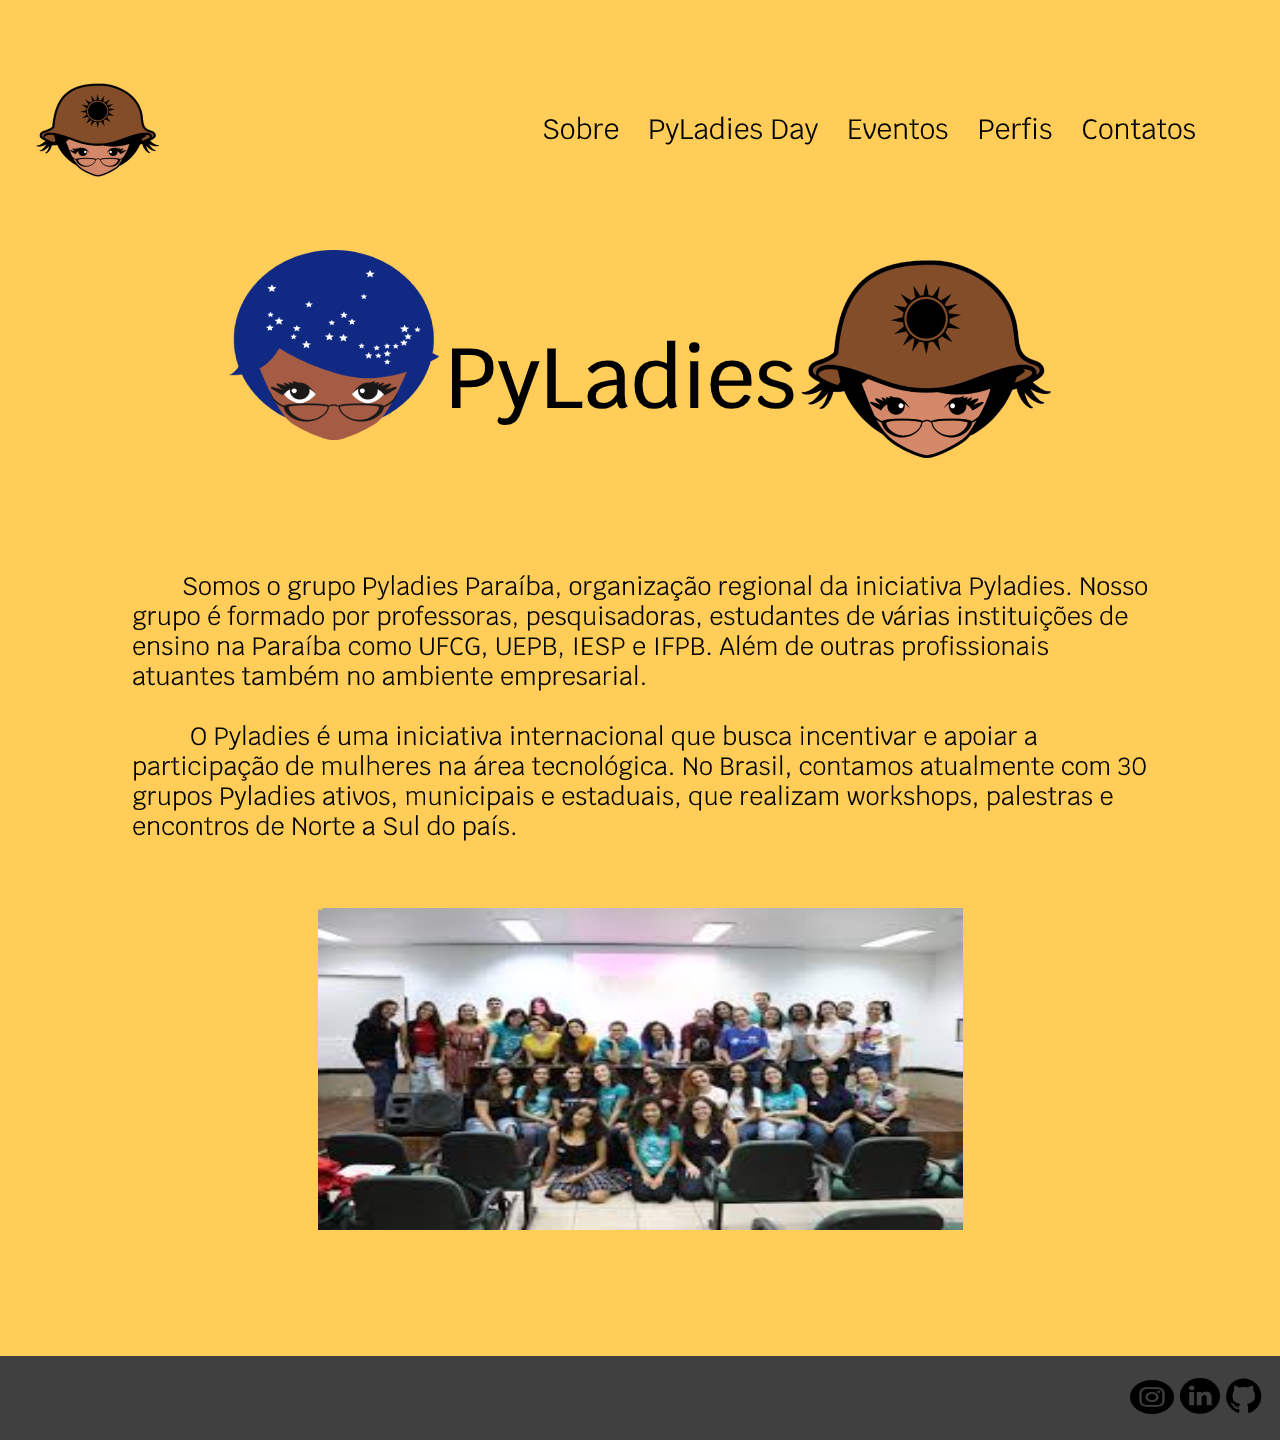 Sobre PyLadies Day Eventos Perfis Contatos
PyLadies
Somos o grupo Pyladies Paraíba, organização regional da iniciativa Pyladies. Nosso
grupo é formado por professoras, pesquisadoras, estudantes de várias instituições de
ensino na Paraíba como UFCG, UEPB, IESP e IFPB. Além de outras profissionais
atuantes também no ambiente empresarial.
O Pyladies é uma iniciativa internacional que busca incentivar e apoiar a
participação de mulheres na área tecnológica. No Brasil, contamos atualmente com 30
grupos Pyladies ativos, municipais e estaduais, que realizam workshops, palestras e
encontros de Norte a Sul do país.
in